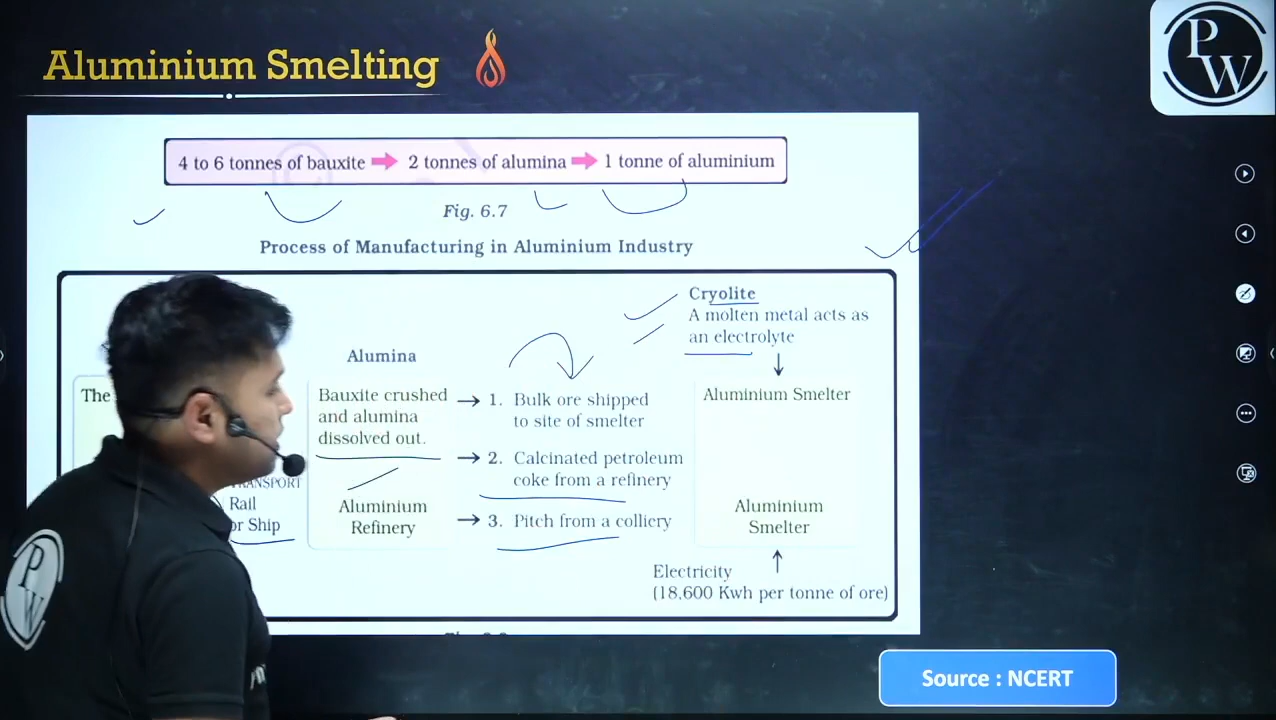 Aluminium Smelting
P
W
4 to 6 tonnes of bauxite 2 tonnes of alumina 1 tonne of aluminium
Fig. 6.7
Process of Manufacturing in Aluminium Industry
Cryolite
A molten metal acts as
an electrolyte
Alumina
The
Bauxite crushed
and alumina
dissolved out.
1. Bulk ore shipped
to site of smelter
Aluminium Smelter
2. Calcinated petroleum
coke from a refinery
TRANSPORT
Rail
or Ship
Aluminium
Refinery
3. Pitch from a colliery
Aluminium
Smelter
Electricity
(18,600 Kwh per tonne of ore)
P
W
Source : NCERT